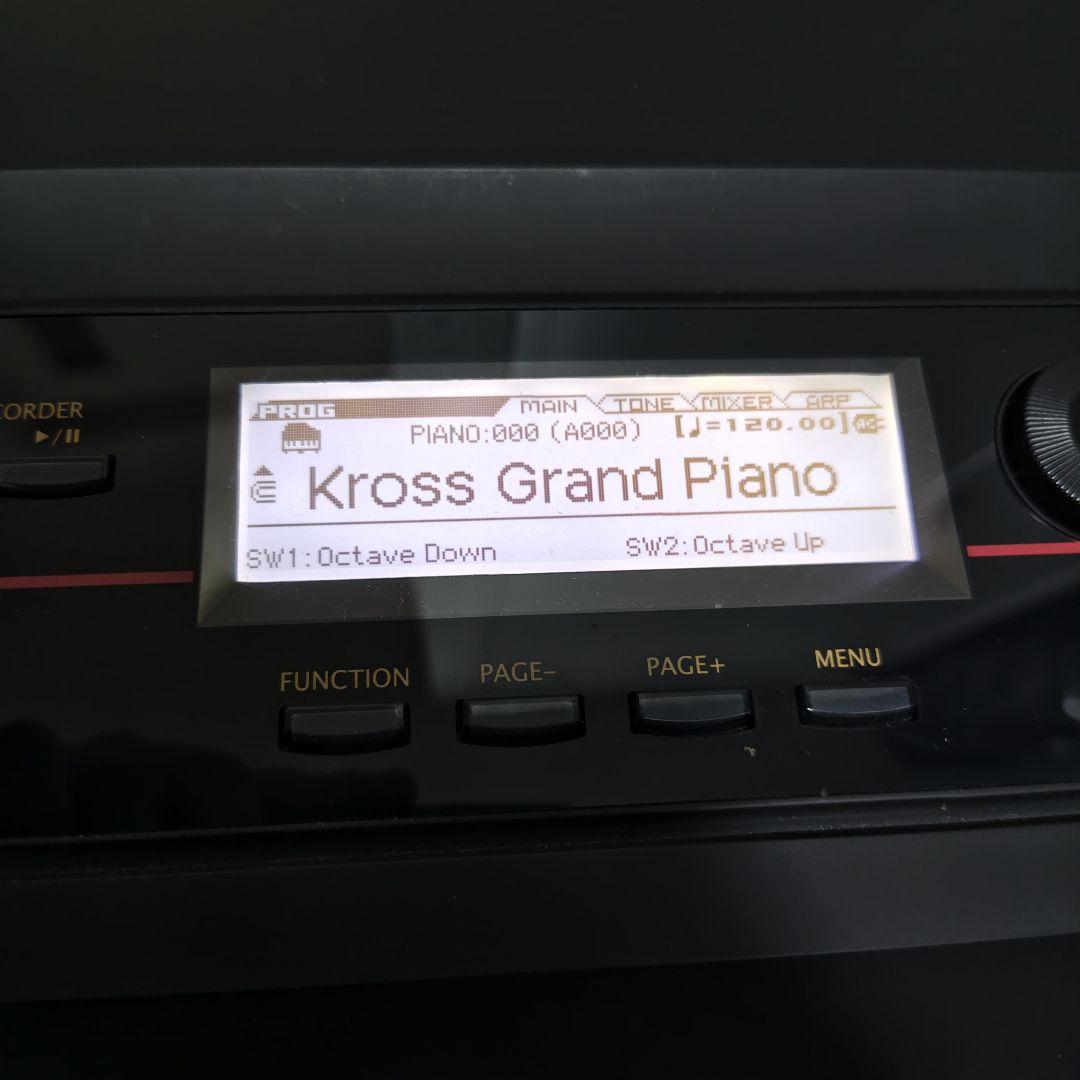 CORDER
▶/II
PROG MAIN TONE MIXER ARP
PIANO:000 (A000) [♩=120.00]
Kross Grand Piano
SW1:Octave Down SW2:Octave Up
FUNCTION PAGE- PAGE+ MENU